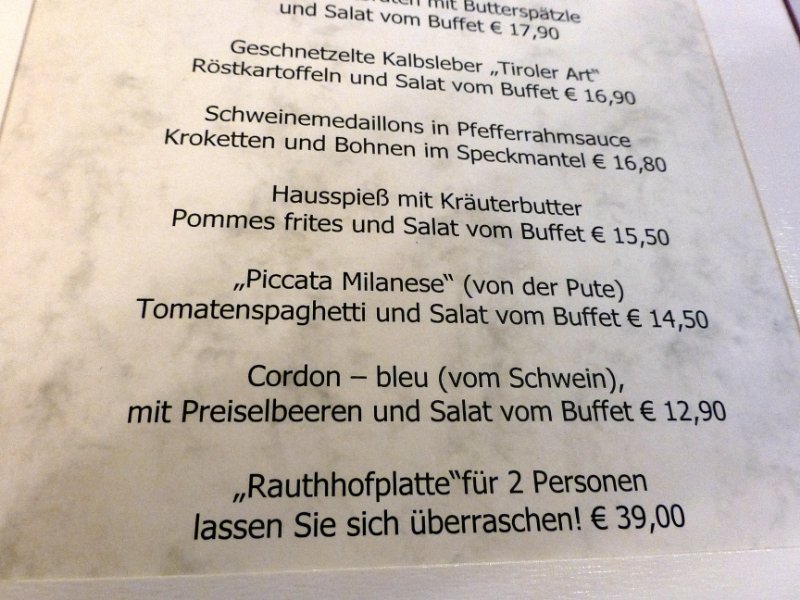 mit Butterspätzle
und Salat vom Buffet € 17,90
Geschnetzelte Kalbsleber „Tiroler Art“
Röstkartoffeln und Salat vom Buffet € 16,90
Schweinemedaillons in Pfefferrahmsauce
Kroketten und Bohnen im Speckmantel € 16,80
Hausspieß mit Kräuterbutter
Pommes frites und Salat vom Buffet € 15,50
„Piccata Milanese“ (von der Pute)
Tomatenspaghetti und Salat vom Buffet € 14,50
Cordon – bleu (vom Schwein),
mit Preiselbeeren und Salat vom Buffet € 12,90
„Rauthhofplatte“für 2 Personen
lassen Sie sich überraschen! € 39,00